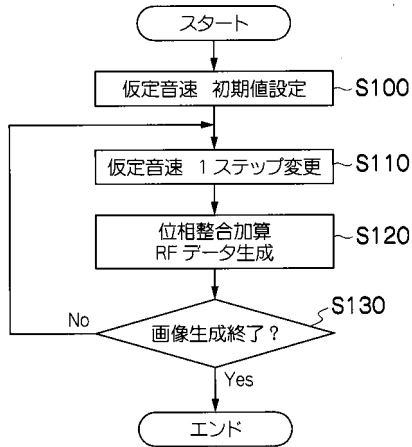 スタート
仮定音速 初期値設定
S100
仮定音速 1ステップ変更
S110
位相整合加算
RFデータ生成
S120
画像生成終了?
S130
No
Yes
エンド